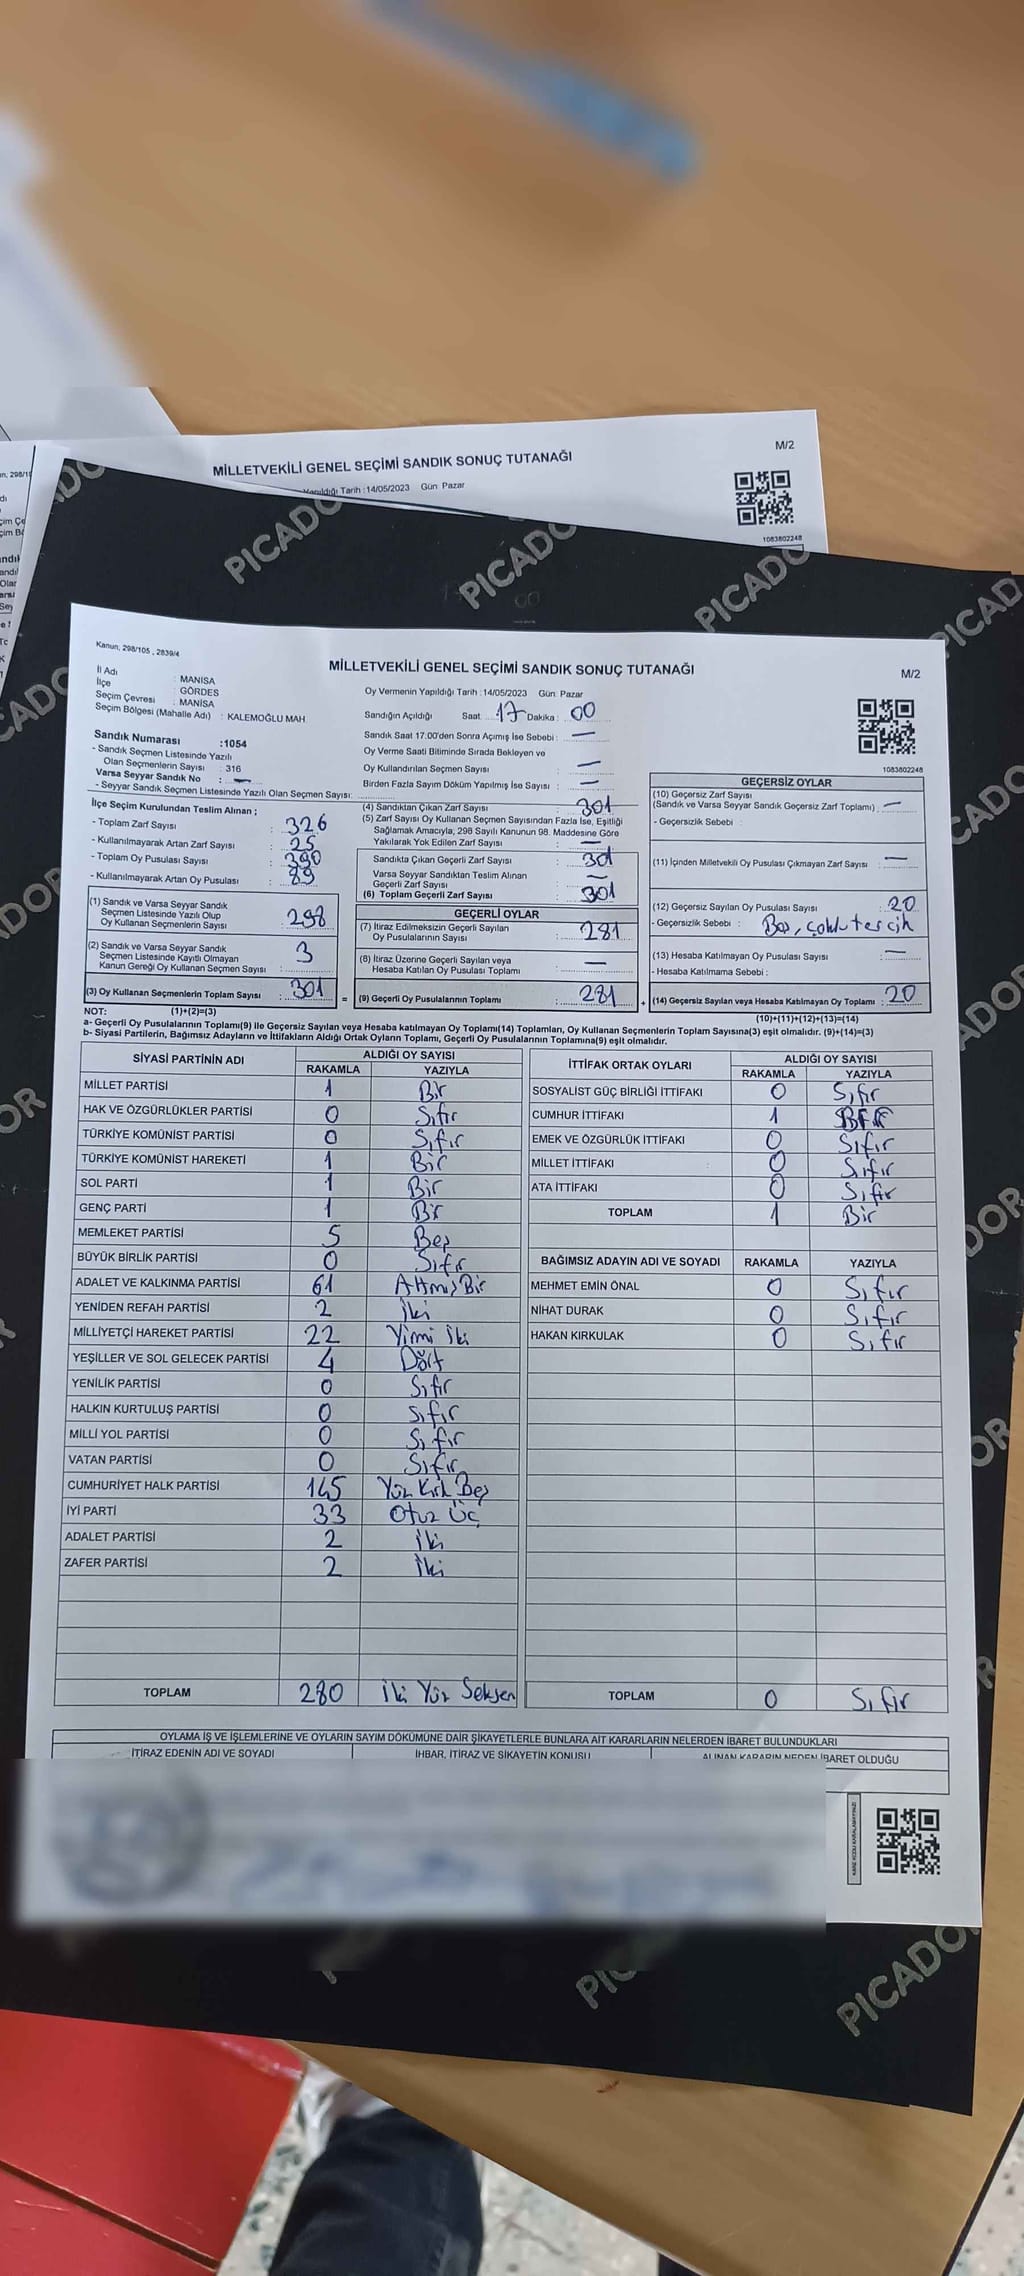 MİLLETVEKİLİ GENEL SEÇİMİ SANDIK SONUÇ TUTANAĞI
M/2
Tarih :14/05/2023 Gün: Pazar
1083802248
PICADOR
PICADOR
PICADOR
Kanun, 298/105 , 2839/4
MİLLETVEKİLİ GENEL SEÇİMİ SANDIK SONUÇ TUTANAĞI
M/2
İl Adı : MANİSA
İlçe : GÖRDES
Seçim Çevresi : MANİSA
Seçim Bölgesi (Mahalle Adı) : KALEMOĞLU MAH.
Oy Vermenin Yapıldığı Tarih :14/05/2023 Gün: Pazar
Sandığın Açıldığı Saat 17 Dakika : 00
Sandık Saat 17.00'den Sonra Açımış İse Sebebi : —
Oy Verme Saati Bitiminde Sırada Bekleyen ve
Oy Kullandırılan Seçmen Sayısı : —
Birden Fazla Sayım Döküm Yapılmış İse Sayısı : —
1083802248
Sandık Numarası :1054
- Sandık Seçmen Listesinde Yazılı
Olan Seçmenlerin Sayısı : 316
Varsa Seyyar Sandık No : —
- Seyyar Sandık Seçmen Listesinde Yazılı Olan Seçmen Sayısı:
İlçe Seçim Kurulundan Teslim Alınan ;
- Toplam Zarf Sayısı : 326
- Kullanılmayarak Artan Zarf Sayısı : 25
- Toplam Oy Pusulası Sayısı : 390
- Kullanılmayarak Artan Oy Pusulası : 89
(1) Sandık ve Varsa Seyyar Sandık
Seçmen Listesinde Yazılı Olup
Oy Kullanan Seçmenlerin Sayısı : 298
(2) Sandık ve Varsa Seyyar Sandık
Seçmen Listesinde Kayıtlı Olmayan
Kanun Gereği Oy Kullanan Seçmen Sayısı : 3
(3) Oy Kullanan Seçmenlerin Toplam Sayısı : 301
(4) Sandıktan Çıkan Zarf Sayısı : 301
(5) Zarf Sayısı Oy Kullanan Seçmen Sayısından Fazla İse, Eşitliği
Sağlamak Amacıyla, 298 Sayılı Kanunun 98. Maddesine Göre
Yakılarak Yok Edilen Zarf Sayısı : —
Sandıkta Çıkan Geçerli Zarf Sayısı : 301
Varsa Seyyar Sandıktan Teslim Alınan
Geçerli Zarf Sayısı : —
(6) Toplam Geçerli Zarf Sayısı : 301
GEÇERLİ OYLAR
(7) İtiraz Edilmeksizin Geçerli Sayılan
Oy Pusulalarının Sayısı : 281
(8) İtiraz Üzerine Geçerli Sayılan veya
Hesaba Katılan Oy Pusulası Toplamı : —
= (9) Geçerli Oy Pusulalarının Toplamı : 281
GEÇERSİZ OYLAR
(10) Geçersiz Zarf Sayısı
(Sandık ve Varsa Seyyar Sandık Geçersiz Zarf Toplamı) : —
- Geçersizlik Sebebi :
(11) İçinden Milletvekili Oy Pusulası Çıkmayan Zarf Sayısı : —
(12) Geçersiz Sayılan Oy Pusulası Sayısı : 20
- Geçersizlik Sebebi : Boş, çoklu tercih
(13) Hesaba Katılmayan Oy Pusulası Sayısı : —
- Hesaba Katılmama Sebebi :
+ (14) Geçersiz Sayılan veya Hesaba Katılmayan Oy Toplamı : 20
NOT: (1)+(2)=(3)
(10)+(11)+(12)+(13)=(14)
a- Geçerli Oy Pusulalarının Toplamı(9) ile Geçersiz Sayılan veya Hesaba katılmayan Oy Toplamı(14) Toplamları, Oy Kullanan Seçmenlerin Toplam Sayısına(3) eşit olmalıdır. (9)+(14)=(3)
b- Siyasi Partilerin, Bağımsız Adayların ve İttifakların Aldığı Ortak Oyların Toplamı, Geçerli Oy Pusulalarının Toplamına(9) eşit olmalıdır.
SİYASİ PARTİNİN ADI ALDIĞI OY SAYISI
RAKAMLA YAZIYLA
MİLLET PARTİSİ 1 Bir
HAK VE ÖZGÜRLÜKLER PARTİSİ 0 Sıfır
TÜRKİYE KOMÜNİST PARTİSİ 0 Sıfır
TÜRKİYE KOMÜNİST HAREKETİ 1 Bir
SOL PARTİ 1 Bir
GENÇ PARTİ 1 Bir
MEMLEKET PARTİSİ 5 Beş
BÜYÜK BİRLİK PARTİSİ 0 Sıfır
ADALET VE KALKINMA PARTİSİ 61 Atmış Bir
YENİDEN REFAH PARTİSİ 2 İki
MİLLİYETÇİ HAREKET PARTİSİ 22 Yirmi İki
YEŞİLLER VE SOL GELECEK PARTİSİ 4 Dört
YENİLİK PARTİSİ 0 Sıfır
HALKIN KURTULUŞ PARTİSİ 0 Sıfır
MİLLİ YOL PARTİSİ 0 Sıfır
VATAN PARTİSİ 0 Sıfır
CUMHURİYET HALK PARTİSİ 145 Yüz Kırk Beş
İYİ PARTİ 33 Otuz Üç
ADALET PARTİSİ 2 İki
ZAFER PARTİSİ 2 İki
TOPLAM 280 İki Yüz Seksen
İTTİFAK ORTAK OYLARI ALDIĞI OY SAYISI
RAKAMLA YAZIYLA
SOSYALİST GÜÇ BİRLİĞİ İTTİFAKI 0 Sıfır
CUMHUR İTTİFAKI 1 Bir
EMEK VE ÖZGÜRLÜK İTTİFAKI 0 Sıfır
MİLLET İTTİFAKI 0 Sıfır
ATA İTTİFAKI 0 Sıfır
TOPLAM 1 Bir
BAĞIMSIZ ADAYIN ADI VE SOYADI RAKAMLA YAZIYLA
MEHMET EMİN ÖNAL 0 Sıfır
NİHAT DURAK 0 Sıfır
HAKAN KIRKULAK 0 Sıfır
TOPLAM 0 Sıfır
OYLAMA İŞ VE İŞLEMLERİNE VE OYLARIN SAYIM DÖKÜMÜNE DAİR ŞİKAYETLERLE BUNLARA AİT KARARLARIN NELERDEN İBARET BULUNDUKLARI
İTİRAZ EDENİN ADI VE SOYADI
İHBAR, İTİRAZ VE ŞİKAYETİN KONUSU
ALINAN KARARIN NEDEN İBARET OLDUĞU
PICADOR
PICADOR